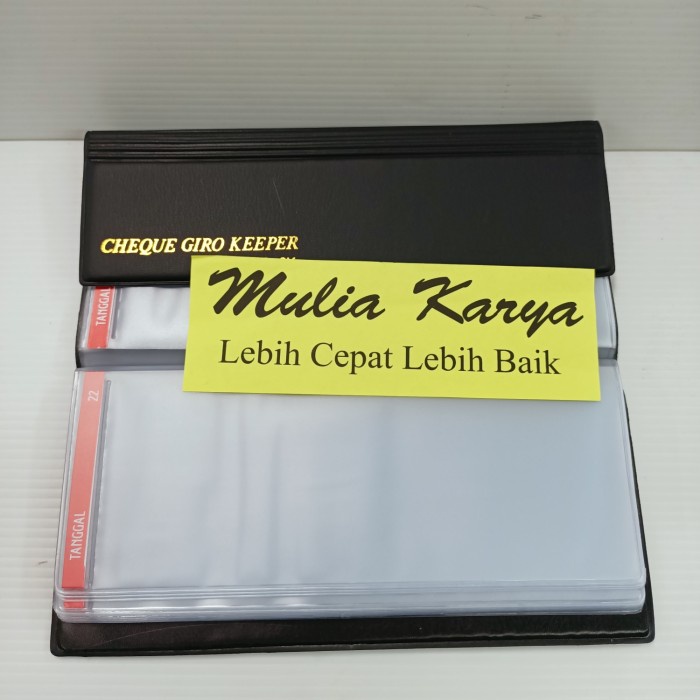 CHEQUE GIRO KEEPER
Mulia Karya
Lebih Cepat Lebih Baik
TANGGAL
22
TANGGAL